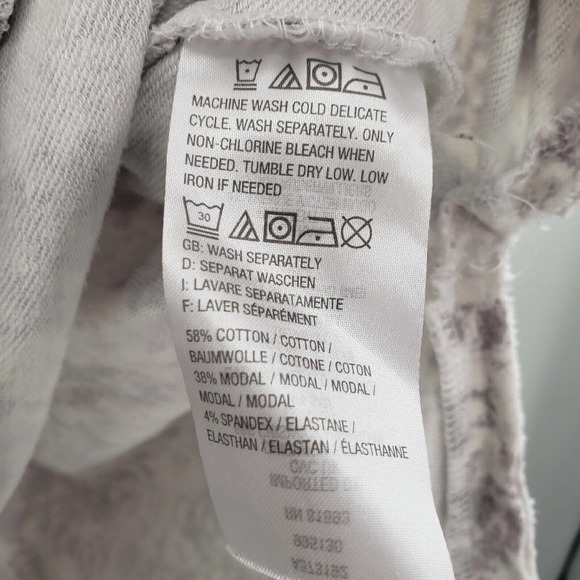 MACHINE WASH COLD DELICATE
CYCLE. WASH SEPARATELY. ONLY
NON-CHLORINE BLEACH WHEN
NEEDED. TUMBLE DRY LOW. LOW
IRON IF NEEDED
30
GB: WASH SEPARATELY
D: SEPARAT WASCHEN
I: LAVARE SEPARATAMENTE
F: LAVER SÉPARÉMENT
58% COTTON / COTTON /
BAUMWOLLE / COTONE / COTON
38% MODAL / MODAL / MODAL /
MODAL / MODAL
4% SPANDEX / ELASTANE /
ELASTHAN / ELASTAN / ÉLASTHANNE